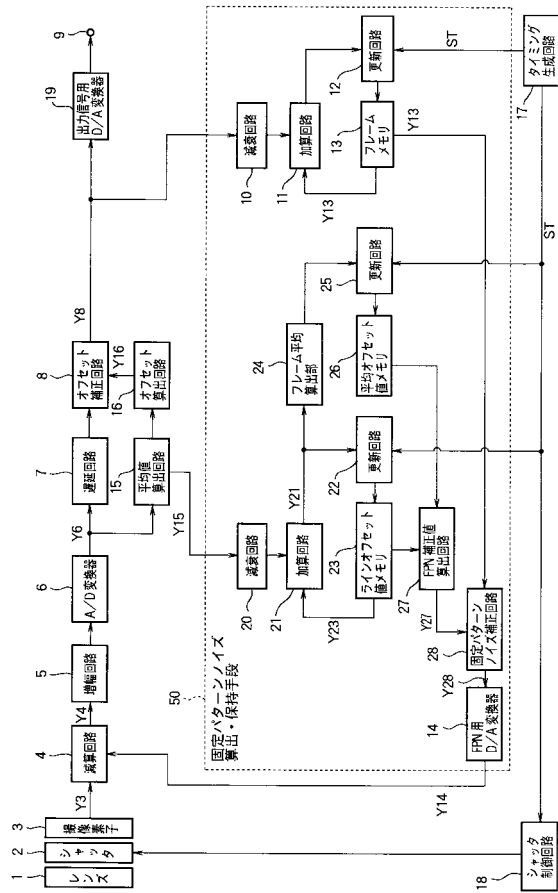 1
レンズ
2
シャッタ
3
撮像素子
Y3
4
減算回路
Y4
5
増幅回路
6
A/D変換器
Y6
7
遅延回路
8
オフセット
補正回路
Y8
19
出力信号用
D/A変換器
9
15
平均値
算出回路
16
オフセット
算出回路
Y16
Y15
50
固定パターンノイズ
算出・保持手段
10
減衰回路
11
加算回路
12
更新回路
13
フレーム
メモリ
Y13
Y13
20
減衰回路
21
加算回路
Y21
22
更新回路
23
ラインオフセット
値メモリ
Y23
24
フレーム平均
算出部
25
更新回路
26
平均オフセット
値メモリ
27
FPN補正値
算出回路
Y27
28
固定パターン
ノイズ補正回路
Y28
14
FPN用
D/A変換器
Y14
17
タイミング
生成回路
ST
ST
18
シャッタ
制御回路